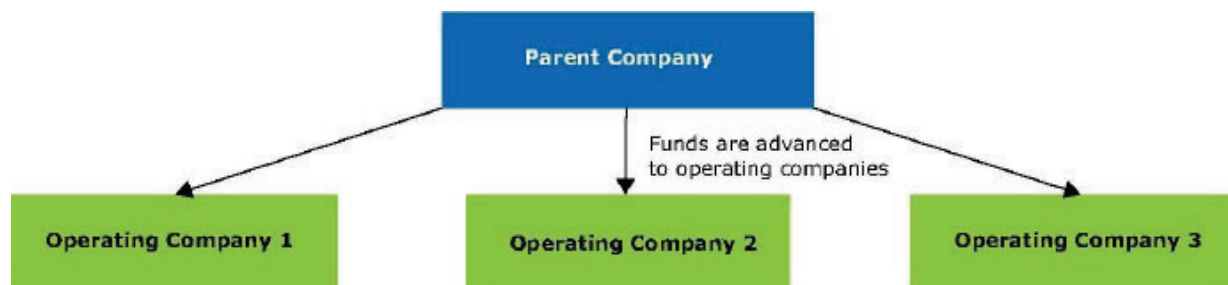 Parent Company
Funds are advanced
to operating companies
Operating Company 1
Operating Company 2
Operating Company 3